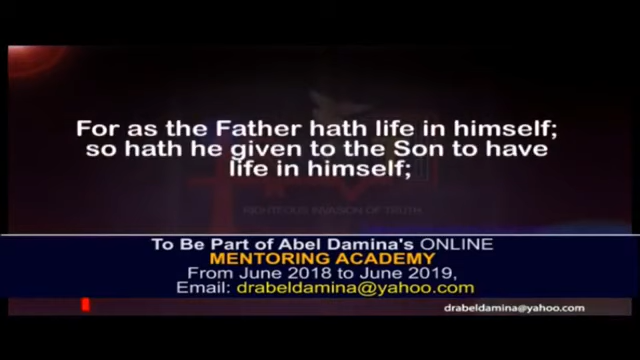 For as the Father hath life in himself;
so hath he given to the Son to have
life in himself;
RIGHTEOUS INVASION OF TRUTH
To Be Part of Abel Damina's ONLINE
MENTORING ACADEMY
From June 2018 to June 2019,
Email: drabeldamina@yahoo.com
drabeldamina@yahoo.com